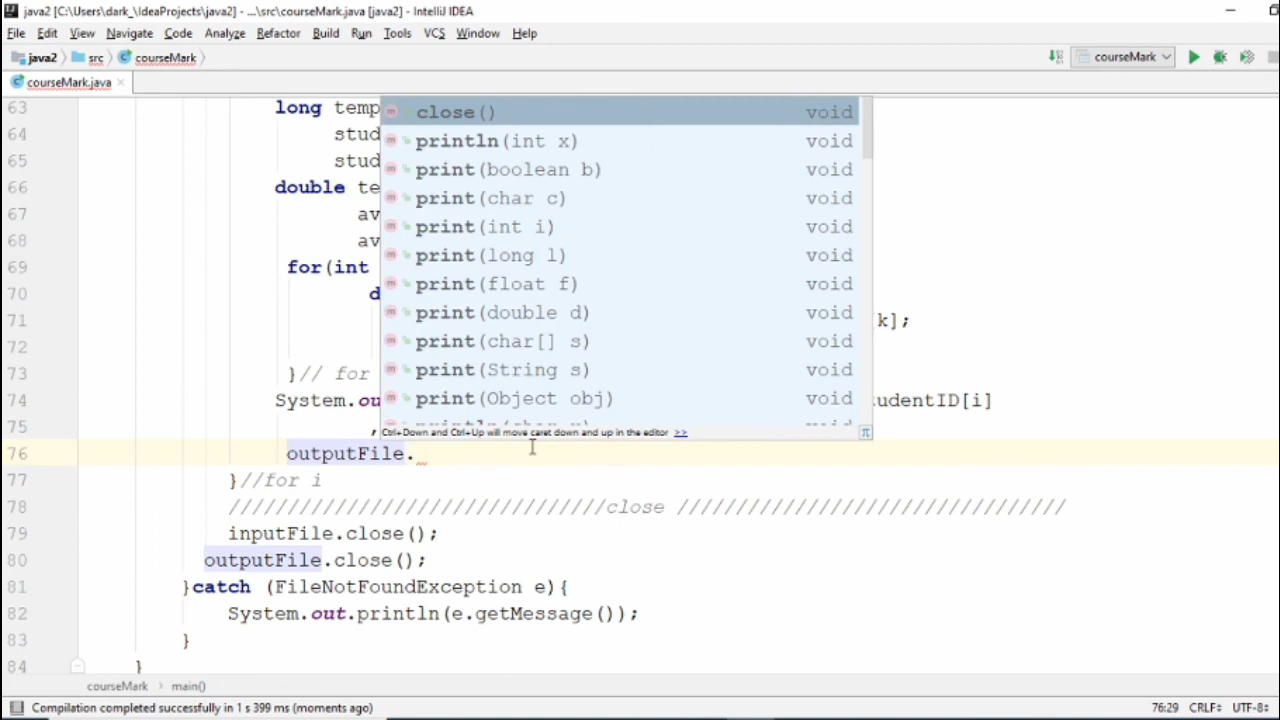 java2 [C:\Users\dark_\IdeaProjects\java2] - ...\src\courseMark.java [java2] - IntelliJ IDEA
File Edit View Navigate Code Analyze Refactor Build Run Tools VCS Window Help
java2 src courseMark courseMark
courseMark.java
63 long temp
64 stud
65 stud
66 double te
67 av
68 av
69 for(int
70 d
71 k];
72
73 }// for
74 System.ou udentID[i]
75 ,
76 outputFile.
77 }//for i
78 /////////////////////////////////close /////////////////////////////////
79 inputFile.close();
80 outputFile.close();
81 }catch (FileNotFoundException e){
82 System.out.println(e.getMessage());
83 }
84 }
close() void
println(int x) void
print(boolean b) void
print(char c) void
print(int i) void
print(long l) void
print(float f) void
print(double d) void
print(char[] s) void
print(String s) void
print(Object obj) void
Ctrl+Down and Ctrl+Up will move caret down and up in the editor >> π
courseMark main()
Compilation completed successfully in 1 s 399 ms (moments ago) 76:29 CRLF UTF-8